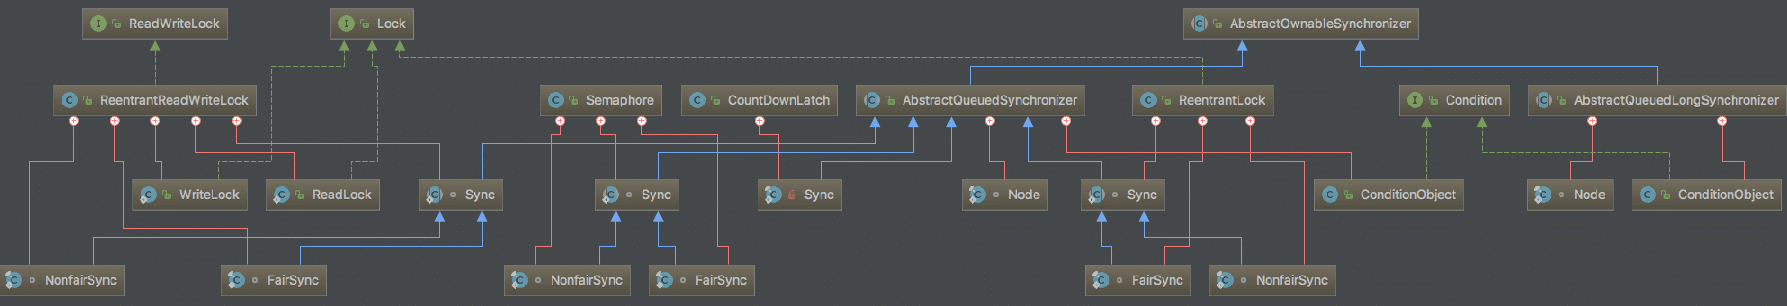 ReadWriteLock
Lock
AbstractOwnableSynchronizer
ReentrantReadWriteLock
Semaphore
CountDownLatch
AbstractQueuedSynchronizer
ReentrantLock
Condition
AbstractQueuedLongSynchronizer
WriteLock
ReadLock
Sync
Sync
Sync
Node
Sync
ConditionObject
Node
ConditionObject
NonfairSync
FairSync
NonfairSync
FairSync
FairSync
NonfairSync